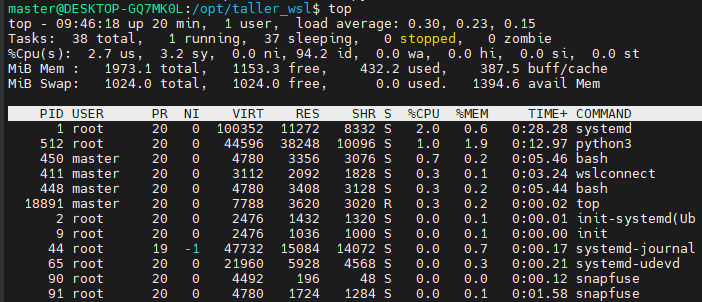 master@DESKTOP-GQ7MK0L:/opt/taller_wsl$ top
top - 09:46:18 up 20 min,  1 user,  load average: 0.30, 0.23, 0.15
Tasks:  38 total,   1 running,  37 sleeping,   0 stopped,   0 zombie
%Cpu(s):  2.7 us,  3.2 sy,  0.0 ni, 94.2 id,  0.0 wa,  0.0 hi,  0.0 si,  0.0 st
MiB Mem :   1973.1 total,   1153.3 free,    432.2 used,    387.5 buff/cache
MiB Swap:   1024.0 total,   1024.0 free,      0.0 used.   1394.6 avail Mem
PID USER      PR  NI    VIRT    RES    SHR S  %CPU  %MEM     TIME+ COMMAND
1 root      20   0  100352  11272   8332 S   2.0   0.6   0:28.28 systemd
512 root      20   0   44596  38248  10096 S   1.0   1.9   0:12.97 python3
450 master    20   0    4780   3356   3076 S   0.7   0.2   0:05.46 bash
411 master    20   0    3112   2092   1828 S   0.3   0.1   0:03.24 wslconnect
448 master    20   0    4780   3408   3128 S   0.3   0.2   0:05.44 bash
18891 master    20   0    7788   3620   3020 R   0.3   0.2   0:00.02 top
2 root      20   0    2476   1432   1320 S   0.0   0.1   0:00.01 init-systemd(Ub
9 root      20   0    2476   1036   1000 S   0.0   0.1   0:00.00 init
44 root      19  -1   47732  15084  14072 S   0.0   0.7   0:00.17 systemd-journal
65 root      20   0   21960   5928   4568 S   0.0   0.3   0:00.21 systemd-udevd
90 root      20   0    4492    196     48 S   0.0   0.0   0:00.12 snapfuse
91 root      20   0    4780   1724   1284 S   0.0   0.1   0:01.58 snapfuse